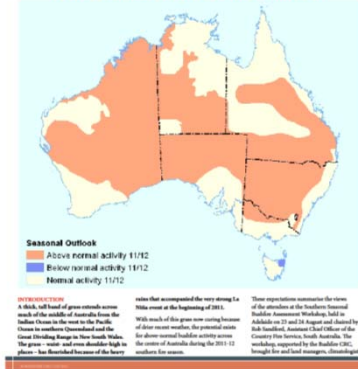 Seasonal Outlook
Above normal activity 11/12
Below normal activity 11/12
Normal activity 11/12
INTRODUCTION
A thick, tall band of grass extends across
much of the middle of Australia from the
Indian Ocean in the west to the Pacific
Ocean in southern Queensland and the
Great Dividing Range in New South Wales.
The grass – waist- and even shoulder-high in
places – has flourished because of the heavy
rains that accompanied the very strong La
Niña event at the beginning of 2011.
With much of this grass now curing because
of drier recent weather, the potential exists
for above normal bushfire activity across
the centre of Australia during the 2011-12
southern fire season.
These expectations summarise the views
of the attendees at the Southern Seasonal
Bushfire Assessment Workshop, held in
Adelaide on 23 and 24 August and chaired by
Rob Sandford, Assistant Chief Officer of the
Country Fire Service, South Australia. The
workshop, supported by the Bushfire CRC,
brought fire and land managers, climatologists